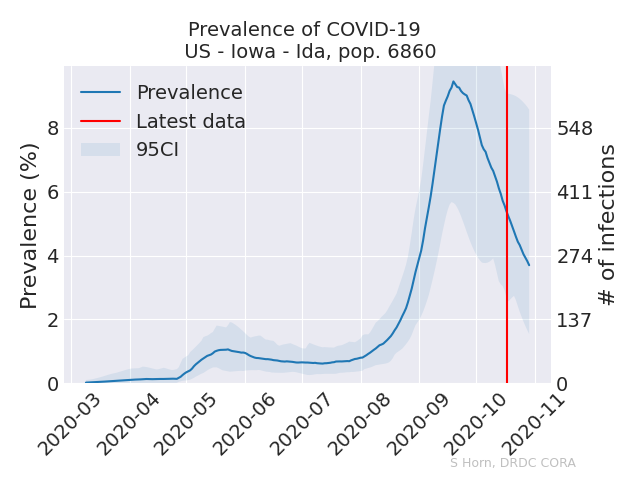 Prevalence of COVID-19
US - Iowa - Ida, pop. 6860
Prevalence
Latest data
95CI
Prevalence (%)
8
6
4
2
0
548
411
274
137
0
# of infections
2020-03
2020-04
2020-05
2020-06
2020-07
2020-08
2020-09
2020-10
2020-11
S Horn, DRDC CORA